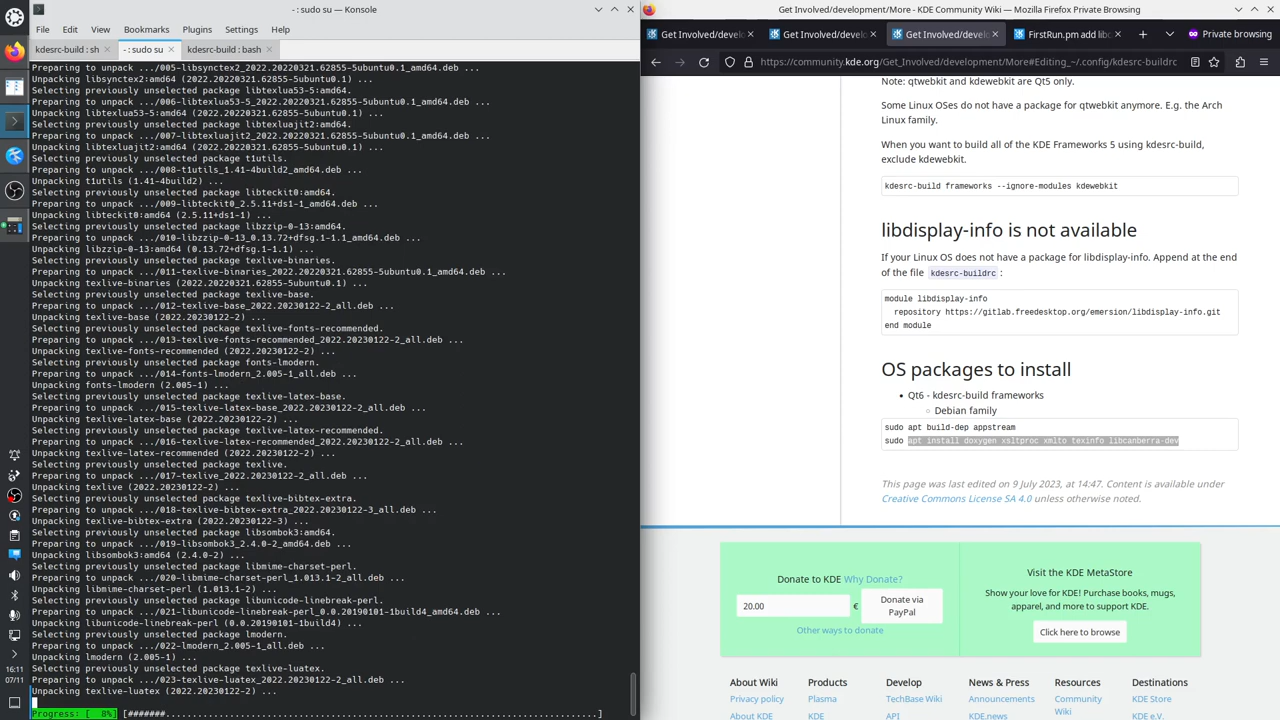 - : sudo su — Konsole
File Edit View Bookmarks Plugins Settings Help
kdesrc-build : sh
- : sudo su
kdesrc-build : bash
Preparing to unpack .../005-libsynctex2_2022.20220321.62855-5ubuntu0.1_amd64.deb ...
Unpacking libsynctex2:amd64 (2022.20220321.62855-5ubuntu0.1) ...
Selecting previously unselected package libtexlua53-5:amd64.
Preparing to unpack .../006-libtexlua53-5_2022.20220321.62855-5ubuntu0.1_amd64.deb ...
Unpacking libtexlua53-5:amd64 (2022.20220321.62855-5ubuntu0.1) ...
Selecting previously unselected package libtexluajit2:amd64.
Preparing to unpack .../007-libtexluajit2_2022.20220321.62855-5ubuntu0.1_amd64.deb ...
Unpacking libtexluajit2:amd64 (2022.20220321.62855-5ubuntu0.1) ...
Selecting previously unselected package t1utils.
Preparing to unpack .../008-t1utils_1.41-4build2_amd64.deb ...
Unpacking t1utils (1.41-4build2) ...
Selecting previously unselected package libteckit0:amd64.
Preparing to unpack .../009-libteckit0_2.5.11+ds1-1_amd64.deb ...
Unpacking libteckit0:amd64 (2.5.11+ds1-1) ...
Selecting previously unselected package libzzip-0-13:amd64.
Preparing to unpack .../010-libzzip-0-13_0.13.72+dfsg.1-1.1_amd64.deb ...
Unpacking libzzip-0-13:amd64 (0.13.72+dfsg.1-1.1) ...
Selecting previously unselected package texlive-binaries.
Preparing to unpack .../011-texlive-binaries_2022.20220321.62855-5ubuntu0.1_amd64.deb ...
Unpacking texlive-binaries (2022.20220321.62855-5ubuntu0.1) ...
Selecting previously unselected package texlive-base.
Preparing to unpack .../012-texlive-base_2022.20230122-2_all.deb ...
Unpacking texlive-base (2022.20230122-2) ...
Selecting previously unselected package texlive-fonts-recommended.
Preparing to unpack .../013-texlive-fonts-recommended_2022.20230122-2_all.deb ...
Unpacking texlive-fonts-recommended (2022.20230122-2) ...
Selecting previously unselected package fonts-lmodern.
Preparing to unpack .../014-fonts-lmodern_2.005-1_all.deb ...
Unpacking fonts-lmodern (2.005-1) ...
Selecting previously unselected package texlive-latex-base.
Preparing to unpack .../015-texlive-latex-base_2022.20230122-2_all.deb ...
Unpacking texlive-latex-base (2022.20230122-2) ...
Selecting previously unselected package texlive-latex-recommended.
Preparing to unpack .../016-texlive-latex-recommended_2022.20230122-2_all.deb ...
Unpacking texlive-latex-recommended (2022.20230122-2) ...
Selecting previously unselected package texlive.
Preparing to unpack .../017-texlive_2022.20230122-2_all.deb ...
Unpacking texlive (2022.20230122-2) ...
Selecting previously unselected package texlive-bibtex-extra.
Preparing to unpack .../018-texlive-bibtex-extra_2022.20230122-3_all.deb ...
Unpacking texlive-bibtex-extra (2022.20230122-3) ...
Selecting previously unselected package libsombok3:amd64.
Preparing to unpack .../019-libsombok3_2.4.0-2_amd64.deb ...
Unpacking libsombok3:amd64 (2.4.0-2) ...
Selecting previously unselected package libmime-charset-perl.
Preparing to unpack .../020-libmime-charset-perl_1.013.1-2_all.deb ...
Unpacking libmime-charset-perl (1.013.1-2) ...
Selecting previously unselected package libunicode-linebreak-perl.
Preparing to unpack .../021-libunicode-linebreak-perl_0.0.20190101-1build4_amd64.deb ...
Unpacking libunicode-linebreak-perl (0.0.20190101-1build4) ...
Selecting previously unselected package lmodern.
Preparing to unpack .../022-lmodern_2.005-1_all.deb ...
Unpacking lmodern (2.005-1) ...
Selecting previously unselected package texlive-luatex.
Preparing to unpack .../023-texlive-luatex_2022.20230122-2_all.deb ...
Unpacking texlive-luatex (2022.20230122-2) ...
Progress: [  8%] [#######..........................................................................]
16:11
07/11
Get Involved/development/More - KDE Community Wiki — Mozilla Firefox Private Browsing
Get Involved/develo
Get Involved/develo
Get Involved/develo
FirstRun.pm add libc
Private browsing
https://community.kde.org/Get_Involved/development/More#Editing_~/.config/kdesrc-buildrc
Note: qtwebkit and kdewebkit are Qt5 only.
Some Linux OSes do not have a package for qtwebkit anymore. E.g. the Arch
Linux family.
When you want to build all of the KDE Frameworks 5 using kdesrc-build,
exclude kdewebkit.
kdesrc-build frameworks --ignore-modules kdewebkit
libdisplay-info is not available
If your Linux OS does not have a package for libdisplay-info. Append at the end
of the file kdesrc-buildrc :
module libdisplay-info
repository https://gitlab.freedesktop.org/emersion/libdisplay-info.git
end module
OS packages to install
• Qt6 - kdesrc-build frameworks
○ Debian family
sudo apt build-dep appstream
sudo apt install doxygen xsltproc xmlto texinfo libcanberra-dev
This page was last edited on 9 July 2023, at 14:47. Content is available under
Creative Commons License SA 4.0 unless otherwise noted.
Donate to KDE Why Donate?
20.00 €
Donate via
PayPal
Other ways to donate
Visit the KDE MetaStore
Show your love for KDE! Purchase books, mugs,
apparel, and more to support KDE.
Click here to browse
About Wiki Products Develop News & Press Resources Destinations
Privacy policy Plasma TechBase Wiki Announcements Community KDE Store
Wiki
About KDE KDE API KDE.news KDE e.V.